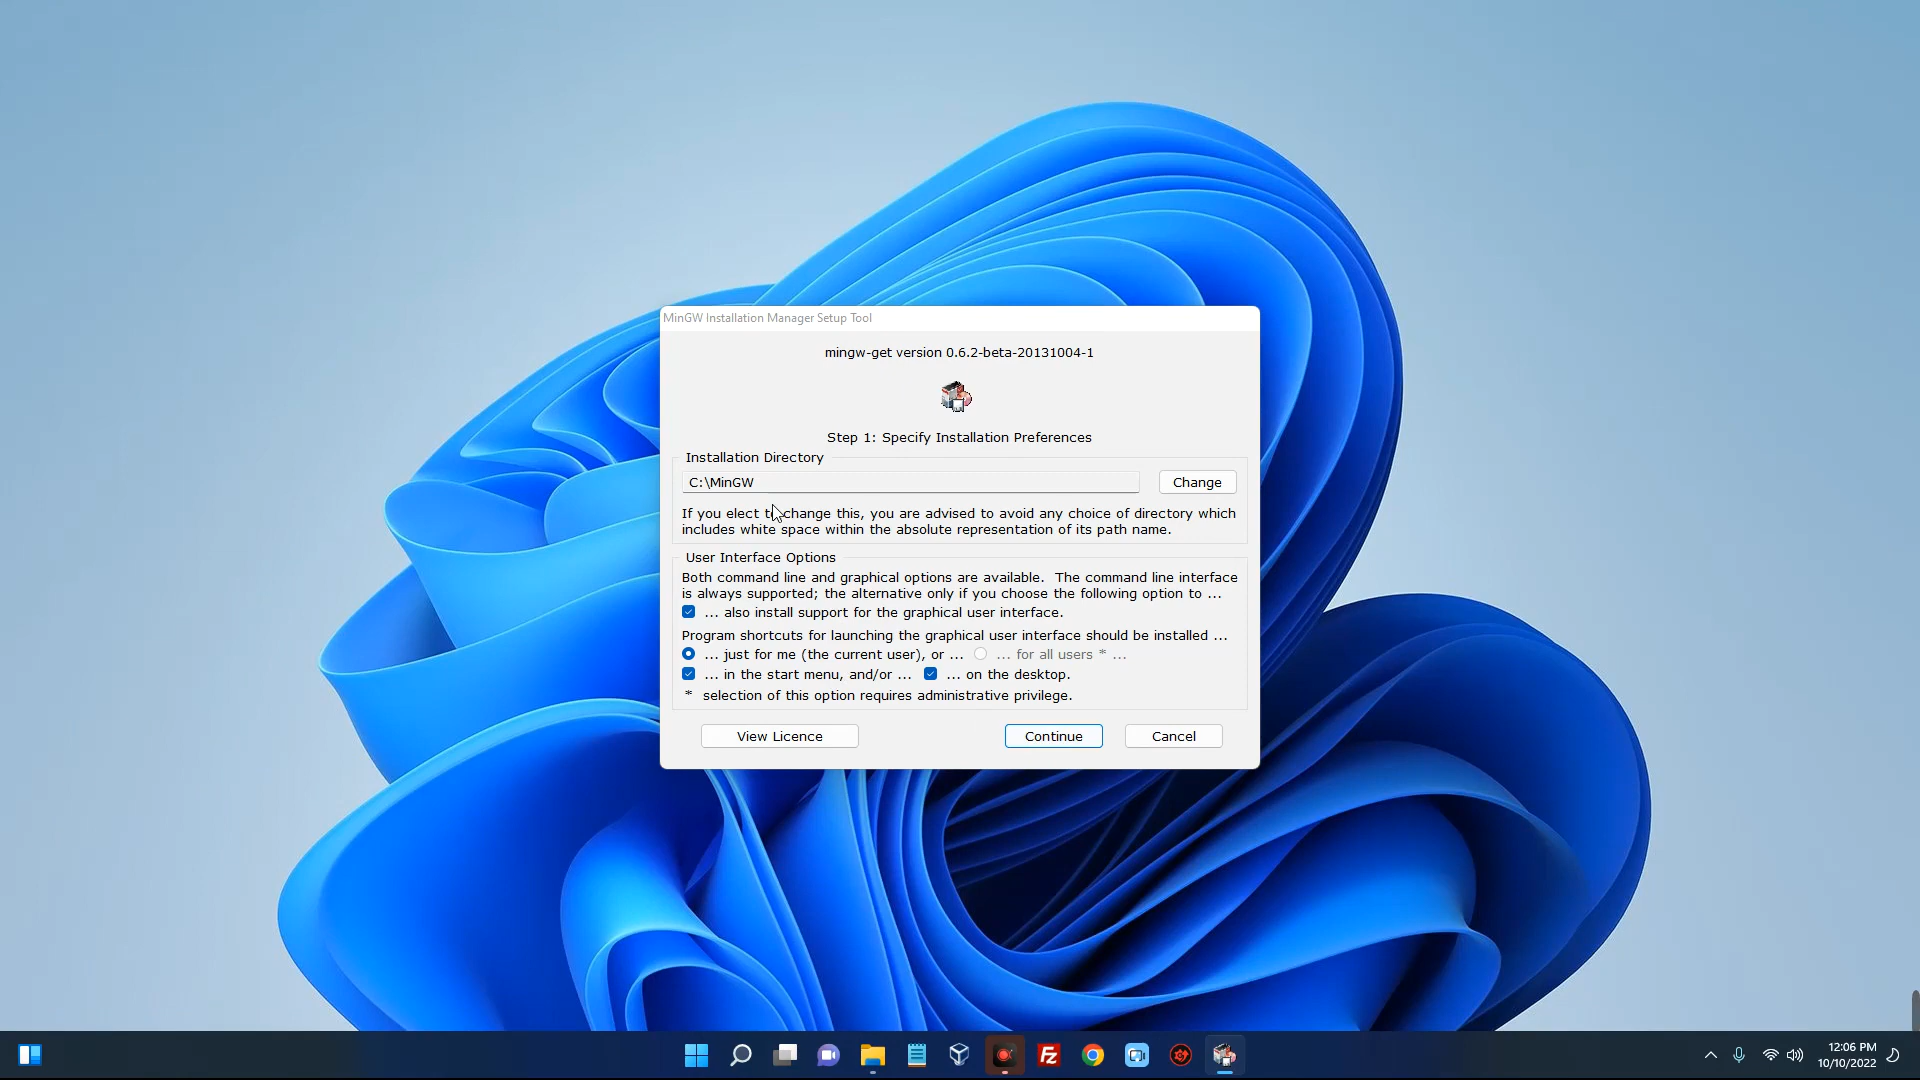 MinGW Installation Manager Setup Tool
mingw-get version 0.6.2-beta-20131004-1
Step 1: Specify Installation Preferences
Installation Directory
C:\MinGW
Change
If you elect to change this, you are advised to avoid any choice of directory which
includes white space within the absolute representation of its path name.
User Interface Options
Both command line and graphical options are available. The command line interface
is always supported; the alternative only if you choose the following option to ...
... also install support for the graphical user interface.
Program shortcuts for launching the graphical user interface should be installed ...
... just for me (the current user), or ... ... for all users * ...
... in the start menu, and/or ... ... on the desktop.
* selection of this option requires administrative privilege.
View Licence Continue Cancel
Fz
12:06 PM
10/10/2022